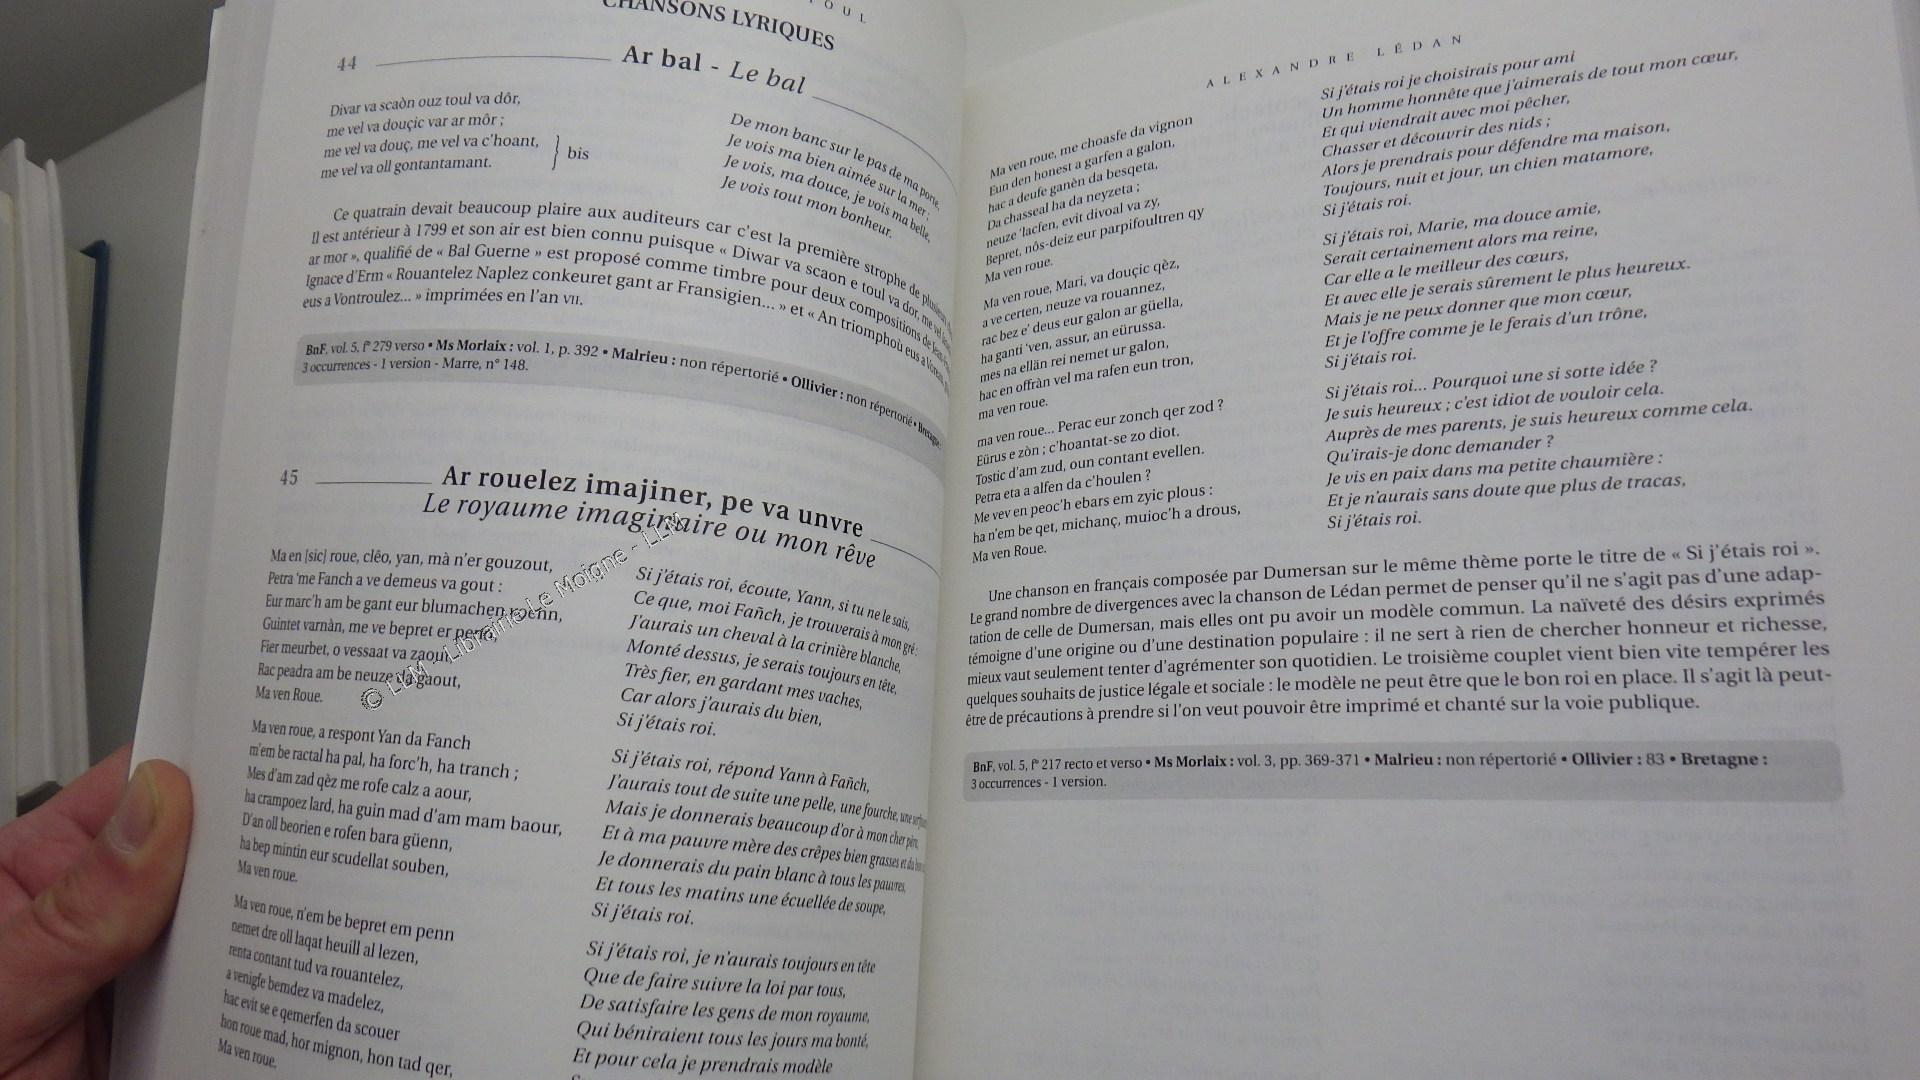 OUL
CHANSONS LYRIQUES
44
Ar bal - Le bal
Divar va scaòn ouz toul va dôr,
me vel va douçic var ar môr ;
me vel va douç, me vel va c'hoant,
me vel va oll gontantamant.
bis
De mon banc sur le pas de ma porte,
Je vois ma bien aimée sur la mer ;
Je vois, ma douce, je vois ma belle,
Je vois tout mon bonheur.
Ce quatrain devait beaucoup plaire aux auditeurs car c'est la première strophe de
Il est antérieur à 1799 et son air est bien connu puisque « Diwar va scaon e toul va dor, me vel
ar mor », qualifié de « Bal Guerne » est proposé comme timbre pour deux compositions de
Ignace d'Erm « Rouantelez Naplez conkeuret gant ar Fransigien... » et « An triomphoù eus a
eus a Vontroulez... » imprimées en l'an VII.
BnF, vol. 5, f° 279 verso • Ms Morlaix : vol. 1, p. 392 • Malrieu : non répertorié • Ollivier : non répertorié •
3 occurrences - 1 version - Marre, n° 148.
45
Ar rouelez imajiner, pe va unvre
Le royaume imaginaire ou mon rêve
Ma en [sic] roue, clêo, yan, mà n'er gouzout,
Petra 'me Fanch a ve demeus va gout :
Eur marc'h am be gant eur blumachen e penn,
Guintet varnàn, me ve bepret er penn,
Fier meurbet, o vessaat va zaout,
Rac peadra am be neuze da gaout,
Ma ven Roue.
Ma ven roue, a respont Yan da Fanch
m'em be ractal ha pal, ha forc'h, ha tranch ;
Mes d'am zad qèz me rofe calz a aour,
ha crampoez lard, ha guin mad d'am mam baour,
D'an oll beorien e rofen bara güenn,
ha bep mintin eur scudellat souben,
Ma ven roue.
Ma ven roue, n'em be bepret em penn
nemet dre oll laqat heuill al lezen,
renta contant tud va rouantelez,
a venigfe bemdez va madelez,
hac evit se e qemerfen da scouer
hon roue mad, hor mignon, hon tad qer,
Ma ven roue.
Si j'étais roi, écoute, Yann, si tu ne le sais,
Ce que, moi Fañch, je trouverais à mon gré :
J'aurais un cheval à la crinière blanche,
Monté dessus, je serais toujours en tête,
Très fier, en gardant mes vaches,
Car alors j'aurais du bien,
Si j'étais roi.
Si j'étais roi, répond Yann à Fañch,
J'aurais tout de suite une pelle, une fourche, une
Mais je donnerais beaucoup d'or à mon cher père,
Et à ma pauvre mère des crêpes bien grasses et du bon
Je donnerais du pain blanc à tous les pauvres,
Et tous les matins une écuellée de soupe,
Si j'étais roi.
Si j'étais roi, je n'aurais toujours en tête
Que de faire suivre la loi par tous,
De satisfaire les gens de mon royaume,
Qui béniraient tous les jours ma bonté,
Et pour cela je prendrais modèle
© LLM - Librairie Le Moigne - LLM
ALEXANDRE LÉDAN
Ma ven roue, me choasfe da vignon
Eun den honest a garfen a galon,
hac a deufe ganèn da besqeta,
Da chasseal ha da neyzeta ;
neuze 'lacfen, evit divoal va zy,
Bepret, nôs-deiz eur parpifoultren qy
Ma ven roue.
Ma ven roue, Mari, va douçic qèz,
a ve certen, neuze va rouannez,
rac bez e' deus eur galon ar güella,
ha ganti 'ven, assur, an eürussa.
mes na ellän rei nemet ur galon,
hac en offràn vel ma rafen eun tron,
ma ven roue.
ma ven roue... Perac eur zonch qer zod ?
Eürus e zòn ; c'hoantat-se zo diot.
Tostic d'am zud, oun contant evellen.
Petra eta a alfen da c'houlen ?
Me vev en peoc'h ebars em zyic plous :
ha n'em be qet, michanç, muioc'h a drous,
Ma ven Roue.
Si j'étais roi je choisirais pour ami
Un homme honnête que j'aimerais de tout mon cœur,
Et qui viendrait avec moi pêcher,
Chasser et découvrir des nids ;
Alors je prendrais pour défendre ma maison,
Toujours, nuit et jour, un chien matamore,
Si j'étais roi.
Si j'étais roi, Marie, ma douce amie,
Serait certainement alors ma reine,
Car elle a le meilleur des cœurs,
Et avec elle je serais sûrement le plus heureux.
Mais je ne peux donner que mon cœur,
Et je l'offre comme je le ferais d'un trône,
Si j'étais roi.
Si j'étais roi... Pourquoi une si sotte idée ?
Je suis heureux ; c'est idiot de vouloir cela.
Auprès de mes parents, je suis heureux comme cela.
Qu'irais-je donc demander ?
Je vis en paix dans ma petite chaumière :
Et je n'aurais sans doute que plus de tracas,
Si j'étais roi.
Une chanson en français composée par Dumersan sur le même thème porte le titre de « Si j'étais roi ».
Le grand nombre de divergences avec la chanson de Lédan permet de penser qu'il ne s'agit pas d'une adap-
tation de celle de Dumersan, mais elles ont pu avoir un modèle commun. La naïveté des désirs exprimés
témoigne d'une origine ou d'une destination populaire : il ne sert à rien de chercher honneur et richesse,
mieux vaut seulement tenter d'agrémenter son quotidien. Le troisième couplet vient bien vite tempérer les
quelques souhaits de justice légale et sociale : le modèle ne peut être que le bon roi en place. Il s'agit là peut-
être de précautions à prendre si l'on veut pouvoir être imprimé et chanté sur la voie publique.
BnF, vol. 5, f° 217 recto et verso • Ms Morlaix : vol. 3, pp. 369-371 • Malrieu : non répertorié • Ollivier : 83 • Bretagne :
3 occurrences - 1 version.